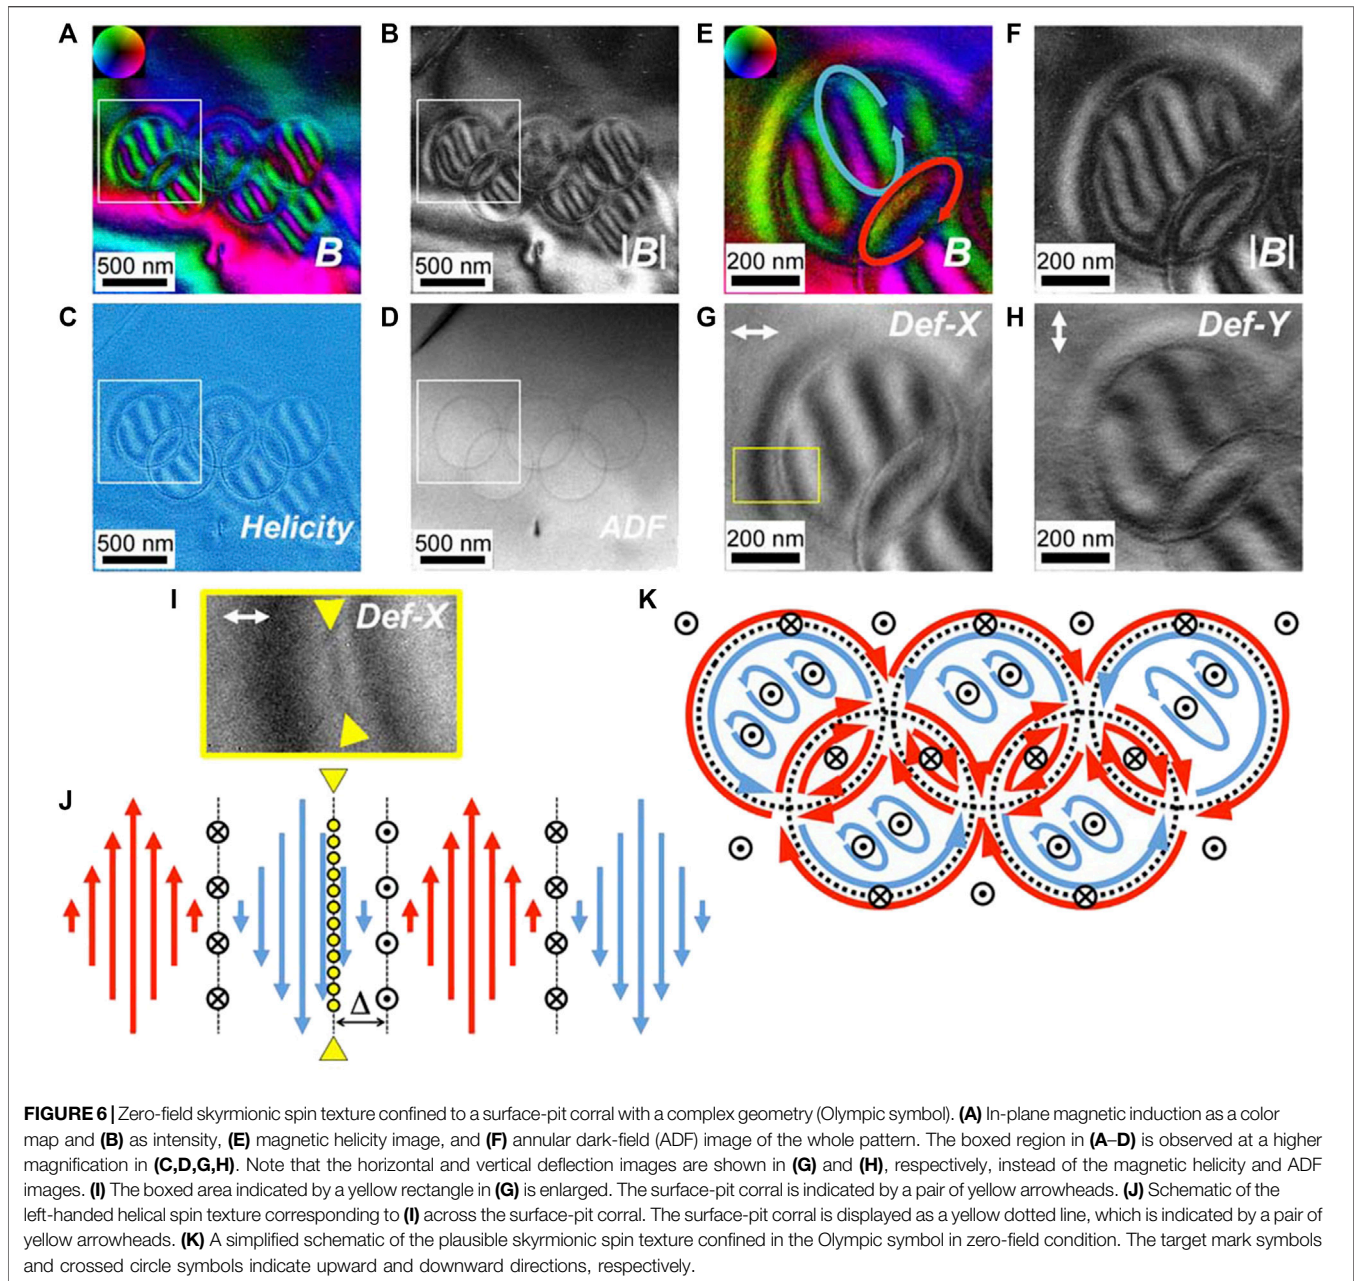 A B E F
B |B| B |B|
500 nm 500 nm 200 nm 200 nm
C D G H
Def-X Def-Y
Helicity ADF
500 nm 500 nm 200 nm 200 nm
I K
Def-X
J
Δ
FIGURE 6 | Zero-field skyrmionic spin texture confined to a surface-pit corral with a complex geometry (Olympic symbol). (A) In-plane magnetic induction as a color
map and (B) as intensity, (E) magnetic helicity image, and (F) annular dark-field (ADF) image of the whole pattern. The boxed region in (A–D) is observed at a higher
magnification in (C,D,G,H). Note that the horizontal and vertical deflection images are shown in (G) and (H), respectively, instead of the magnetic helicity and ADF
images. (I) The boxed area indicated by a yellow rectangle in (G) is enlarged. The surface-pit corral is indicated by a pair of yellow arrowheads. (J) Schematic of the
left-handed helical spin texture corresponding to (I) across the surface-pit corral. The surface-pit corral is displayed as a yellow dotted line, which is indicated by a pair of
yellow arrowheads. (K) A simplified schematic of the plausible skyrmionic spin texture confined in the Olympic symbol in zero-field condition. The target mark symbols
and crossed circle symbols indicate upward and downward directions, respectively.